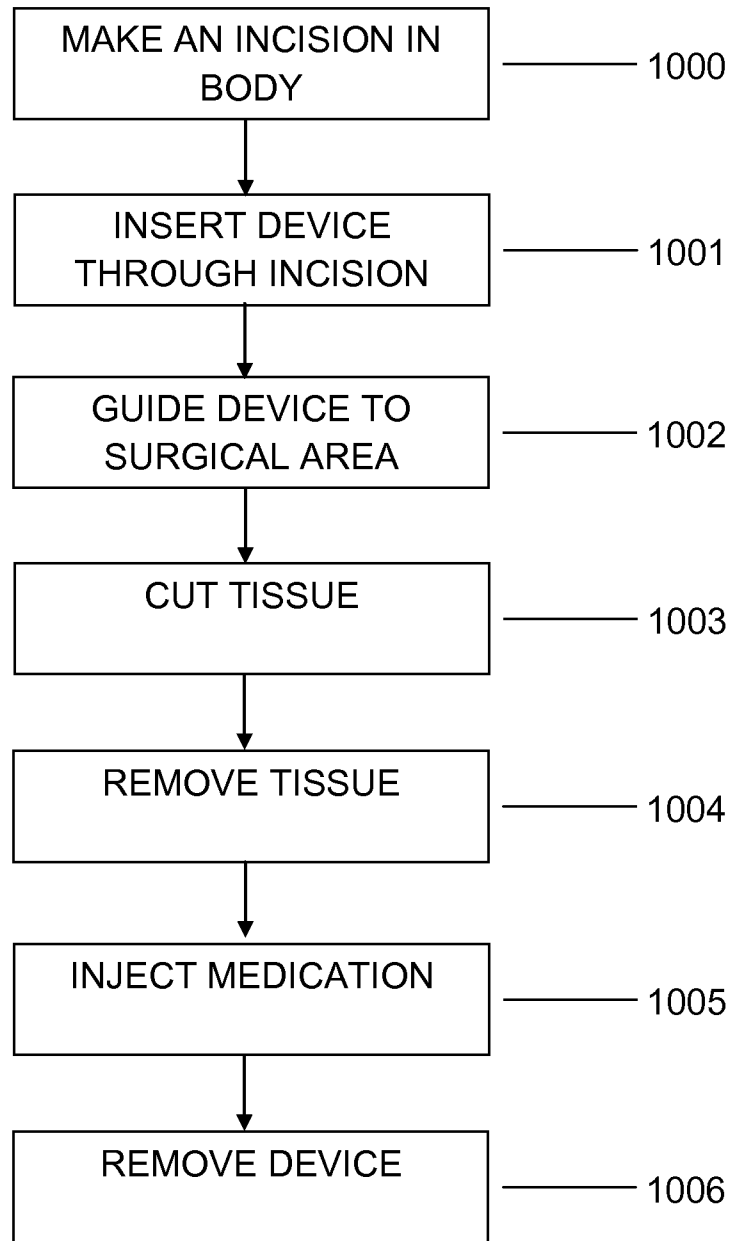 MAKE AN INCISION IN
BODY
1000
INSERT DEVICE
THROUGH INCISION
1001
GUIDE DEVICE TO
SURGICAL AREA
1002
CUT TISSUE
1003
REMOVE TISSUE
1004
INJECT MEDICATION
1005
REMOVE DEVICE
1006